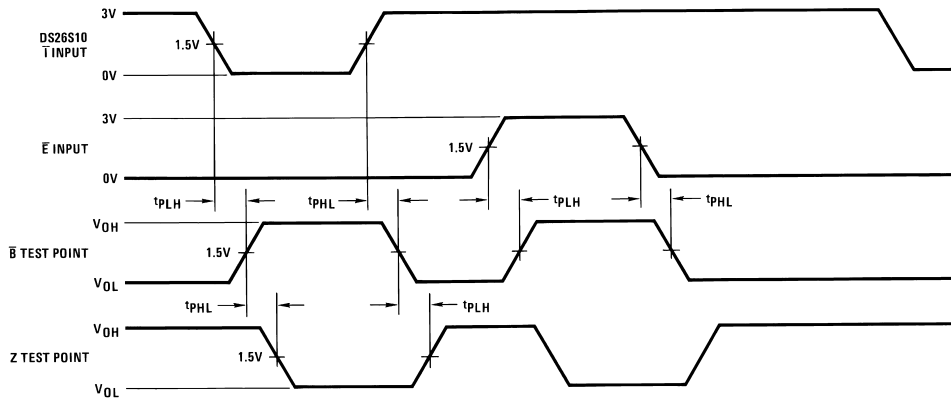 3V
DS26S10
Ī INPUT
1.5V
0V
3V
Ē INPUT
1.5V
0V
tPLH
tPHL
tPLH
tPHL
VOH
B̄ TEST POINT
1.5V
VOL
tPHL
tPLH
VOH
Z TEST POINT
1.5V
VOL